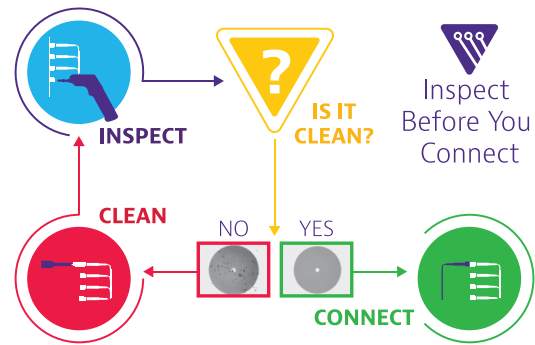 INSPECT
?
IS IT
CLEAN?
Inspect
Before You
Connect
CLEAN
NO
YES
CONNECT